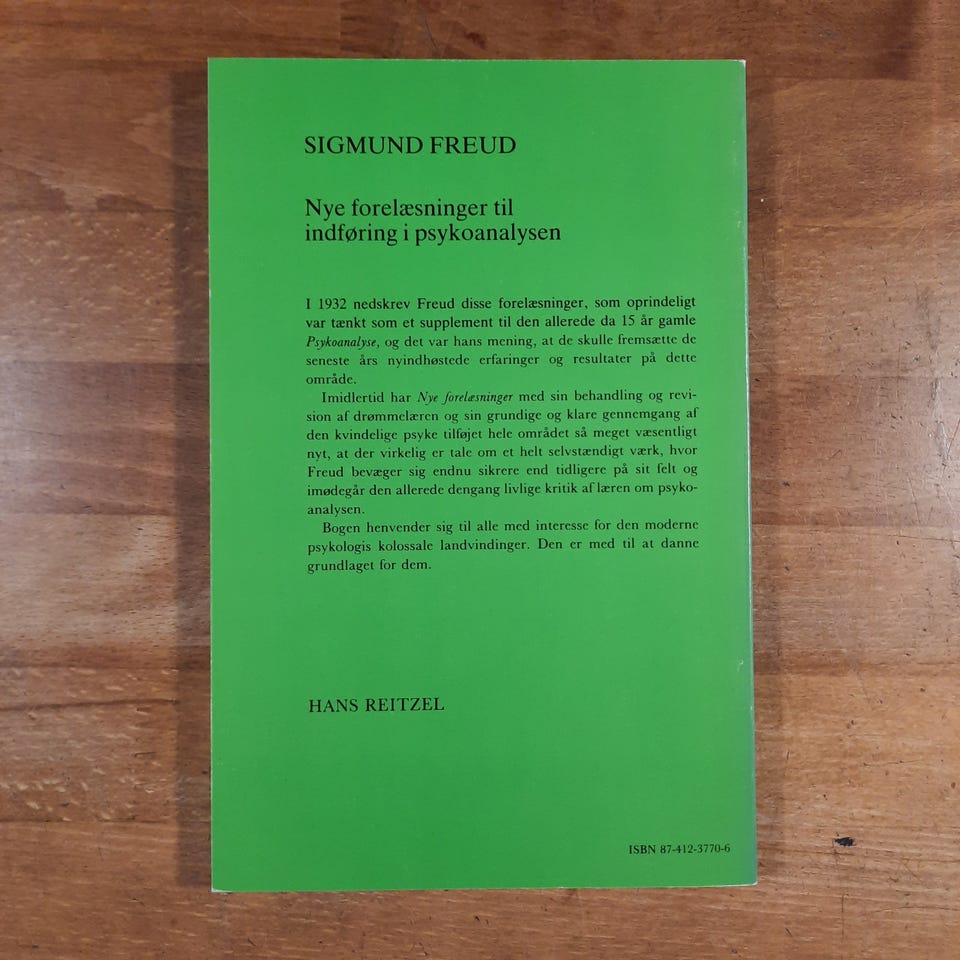 SIGMUND FREUD
Nye forelæsninger til
indføring i psykoanalysen
I 1932 nedskrev Freud disse forelæsninger, som oprindeligt
var tænkt som et supplement til den allerede da 15 år gamle
Psykoanalyse, og det var hans mening, at de skulle fremsætte de
seneste års nyindhøstede erfaringer og resultater på dette
område.
Imidlertid har Nye forelæsninger med sin behandling og revi-
sion af drømmelæren og sin grundige og klare gennemgang af
den kvindelige psyke tilføjet hele området så meget væsentligt
nyt, at der virkelig er tale om et helt selvstændigt værk, hvor
Freud bevæger sig endnu sikrere end tidligere på sit felt og
imødegår den allerede dengang livlige kritik af læren om psyko-
analysen.
Bogen henvender sig til alle med interesse for den moderne
psykologis kolossale landvindinger. Den er med til at danne
grundlaget for dem.
HANS REITZEL
ISBN 87-412-3770-6